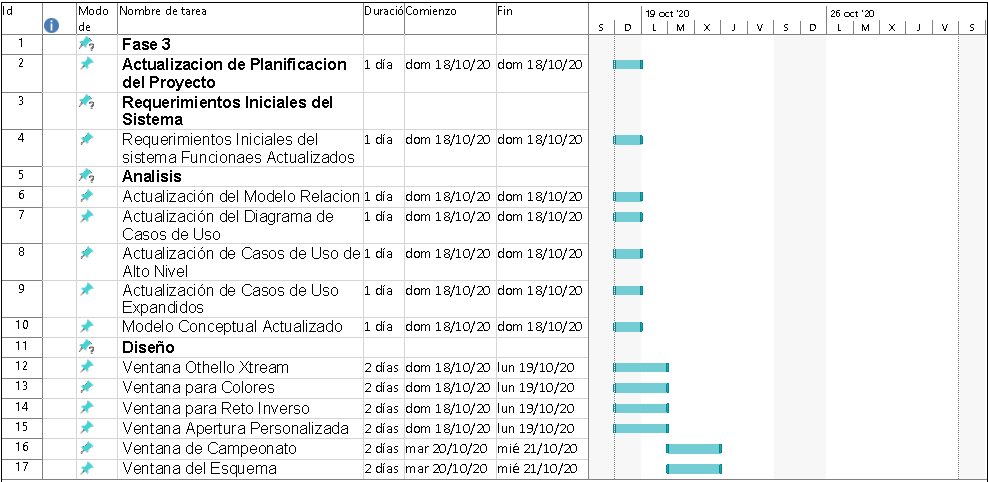 Id Modo de Nombre de tarea Duració Comienzo Fin 19 oct '20 26 oct '20
S D L M X J V S D L M X J V S
1 Fase 3
2 Actualizacion de Planificacion 1 día dom 18/10/20 dom 18/10/20
del Proyecto
3 Requerimientos Iniciales del
Sistema
4 Requerimientos Iniciales del 1 día dom 18/10/20 dom 18/10/20
sistema Funcionaes Actualizados
5 Analisis
6 Actualización del Modelo Relacion 1 día dom 18/10/20 dom 18/10/20
7 Actualización del Diagrama de 1 día dom 18/10/20 dom 18/10/20
Casos de Uso
8 Actualización de Casos de Uso de 1 día dom 18/10/20 dom 18/10/20
Alto Nivel
9 Actualización de Casos de Uso 1 día dom 18/10/20 dom 18/10/20
Expandidos
10 Modelo Conceptual Actualizado 1 día dom 18/10/20 dom 18/10/20
11 Diseño
12 Ventana Othello Xtream 2 días dom 18/10/20 lun 19/10/20
13 Ventana para Colores 2 días dom 18/10/20 lun 19/10/20
14 Ventana para Reto Inverso 2 días dom 18/10/20 lun 19/10/20
15 Ventana Apertura Personalizada 2 días dom 18/10/20 lun 19/10/20
16 Ventana de Campeonato 2 días mar 20/10/20 mié 21/10/20
17 Ventana del Esquema 2 días mar 20/10/20 mié 21/10/20